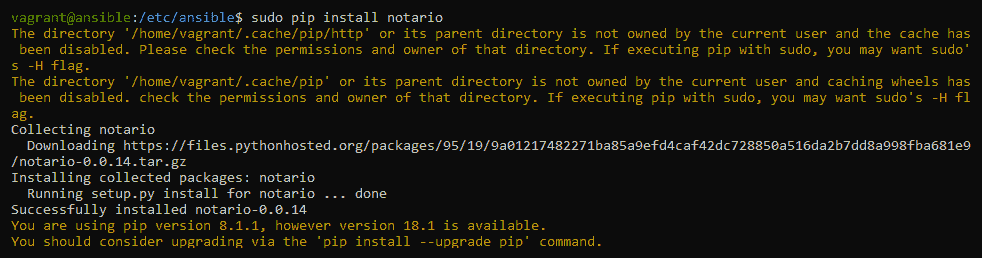 vagrant@ansible:/etc/ansible$ sudo pip install notario
The directory '/home/vagrant/.cache/pip/http' or its parent directory is not owned by the current user and the cache has
 been disabled. Please check the permissions and owner of that directory. If executing pip with sudo, you may want sudo'
s -H flag.
The directory '/home/vagrant/.cache/pip' or its parent directory is not owned by the current user and caching wheels has
 been disabled. check the permissions and owner of that directory. If executing pip with sudo, you may want sudo's -H fl
ag.
Collecting notario
  Downloading https://files.pythonhosted.org/packages/95/19/9a01217482271ba85a9efd4caf42dc728850a516da2b7dd8a998fba681e9
/notario-0.0.14.tar.gz
Installing collected packages: notario
  Running setup.py install for notario ... done
Successfully installed notario-0.0.14
You are using pip version 8.1.1, however version 18.1 is available.
You should consider upgrading via the 'pip install --upgrade pip' command.